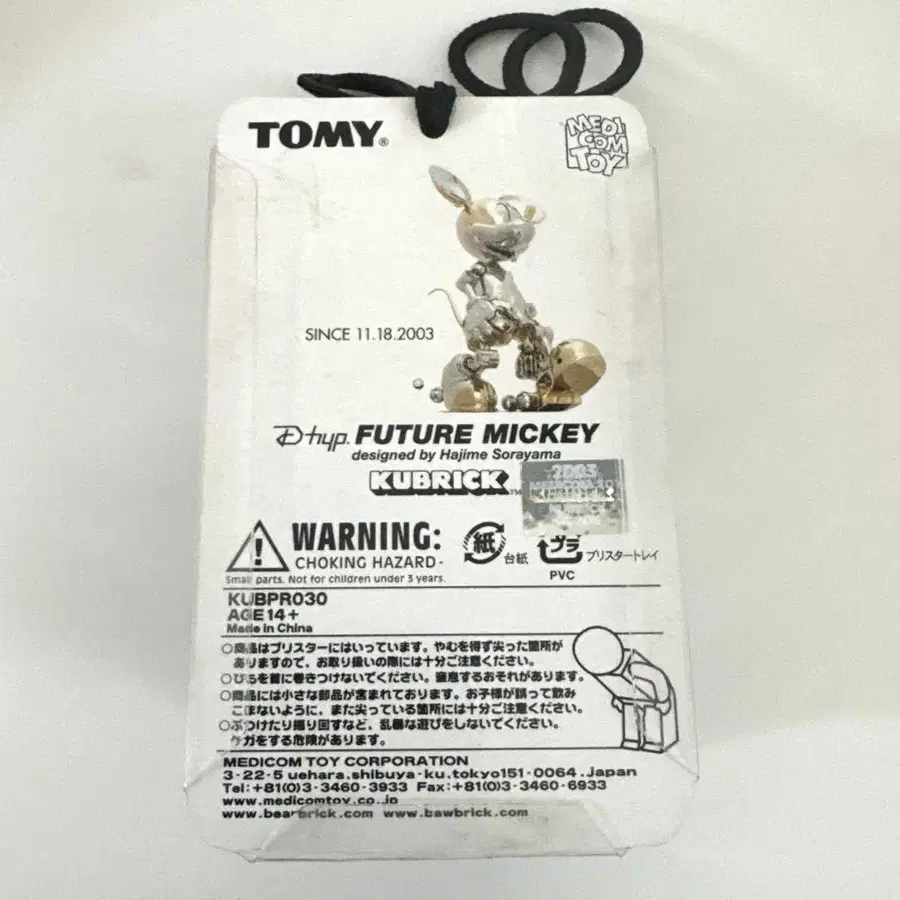 TOMY®
MEDI
COM
TOY
SINCE 11.18.2003
D-hyp. FUTURE MICKEY
designed by Hajime Sorayama
KUBRICK™
2003
MEDICOM TO
WARNING:
CHOKING HAZARD-
Small parts. Not for children under 3 years.
紙 台紙
プラ ブリスタートレイ
PVC
KUBPR030
AGE 14+
Made in China
○商品はブリスターにはいっています。やむを得ず尖った箇所が
ありますので、お取り扱いの際には十分ご注意ください。
○ひもを首に巻きつけないでください。窒息するおそれがあります。
○商品には小さな部品が含まれております。お子様が誤って飲み
こまないように、また尖っている箇所には十分ご注意ください。
○ぶつけたり振り回すなど、乱暴な遊びをしないでください。
ケガをする危険があります。
MEDICOM TOY CORPORATION
3-22-5 uehara.shibuya-ku.tokyo151-0064.Japan
Tel:+81(0)3-3460-3933 Fax:+81(0)3-3460-6933
www.medicomtoy.co.jp
www.bearbrick.com www.bawbrick.com